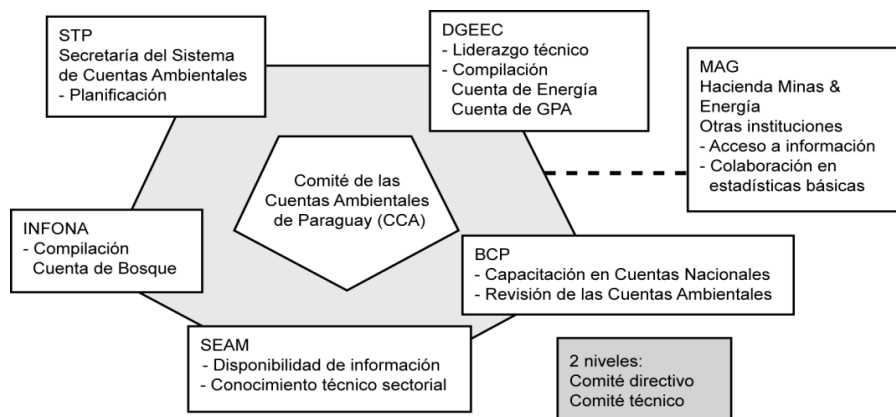 STP
Secretaría del Sistema
de Cuentas Ambientales
- Planificación
DGEEC
- Liderazgo técnico
- Compilación
Cuenta de Energía
Cuenta de GPA
MAG
Hacienda Minas &
Energía
Otras instituciones
- Acceso a información
- Colaboración en
estadísticas básicas
Comité de las
Cuentas Ambientales
de Paraguay (CCA)
INFONA
- Compilación
Cuenta de Bosque
BCP
- Capacitación en Cuentas Nacionales
- Revisión de las Cuentas Ambientales
SEAM
- Disponibilidad de información
- Conocimiento técnico sectorial
2 niveles:
Comité directivo
Comité técnico